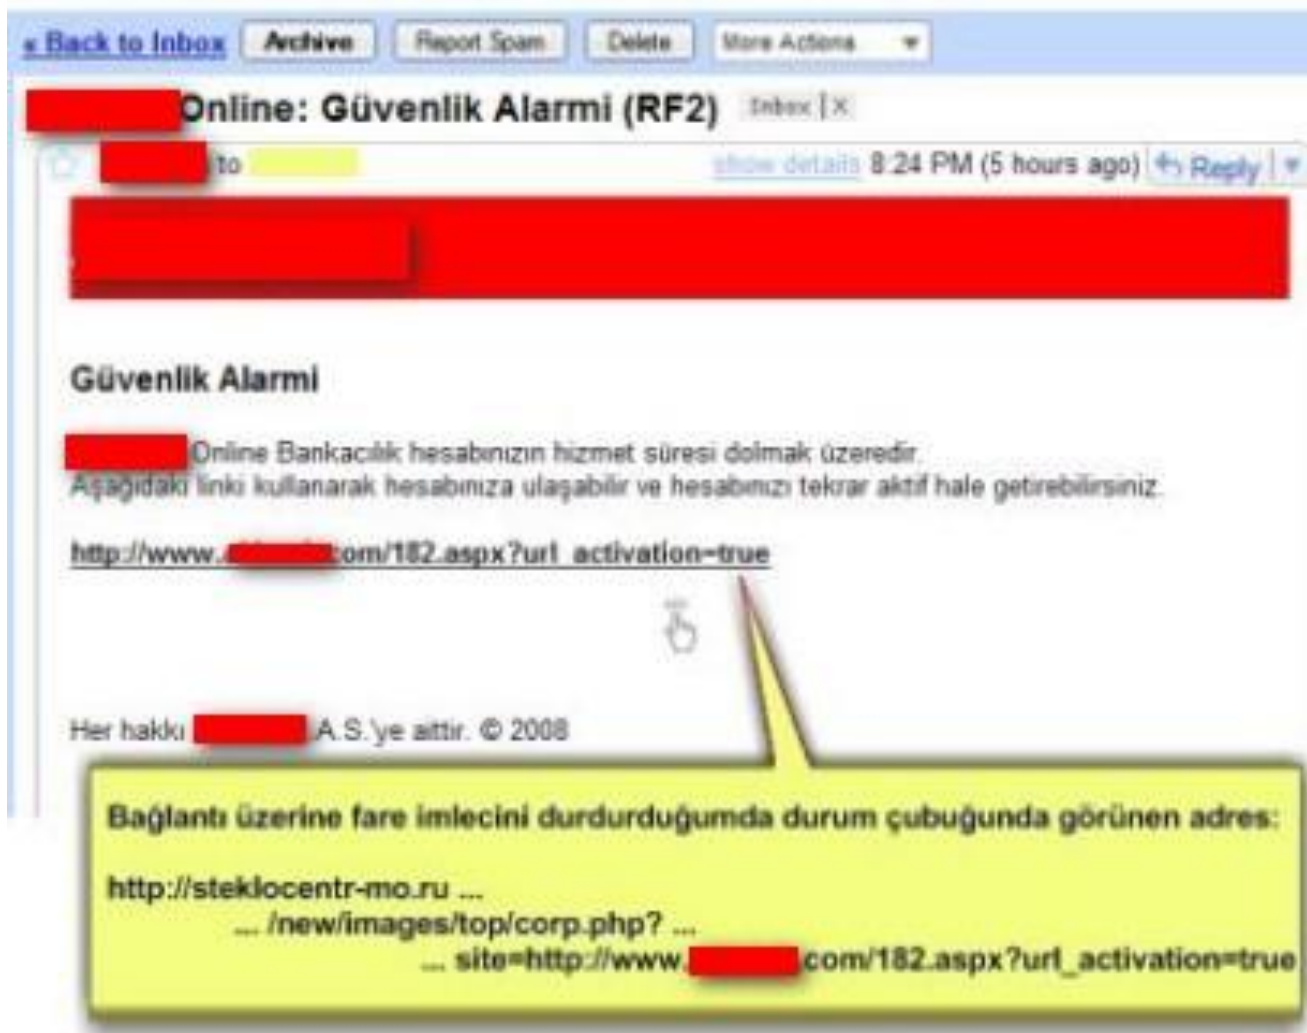 « Back to Inbox Archive Report Spam Delete More Actions
Online: Güvenlik Alarmi (RF2) Inbox X
to show details 8:24 PM (5 hours ago) Reply
Güvenlik Alarmi
Online Bankacılık hesabınızın hizmet süresi dolmak üzeredir.
Aşağıdaki linki kullanarak hesabınıza ulaşabilir ve hesabınızı tekrar aktif hale getirebilirsiniz.
http://www. com/182.aspx?url_activation=true
Her hakkı A.S.'ye aittir. © 2008
Bağlantı üzerine fare imlecini durdurduğumda durum çubuğunda görünen adres:
http://steklocentr-mo.ru ...
... /new/images/top/corp.php? ...
... site=http://www. com/182.aspx?url_activation=true